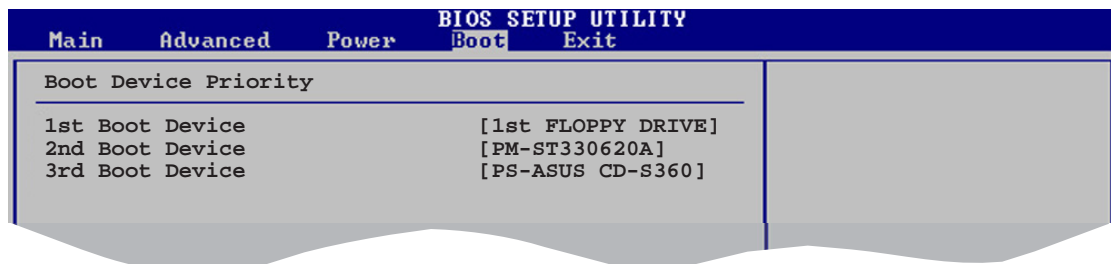 BIOS SETUP UTILITY
Main Advanced Power Boot Exit
Boot Device Priority
1st Boot Device [1st FLOPPY DRIVE]
2nd Boot Device [PM-ST330620A]
3rd Boot Device [PS-ASUS CD-S360]